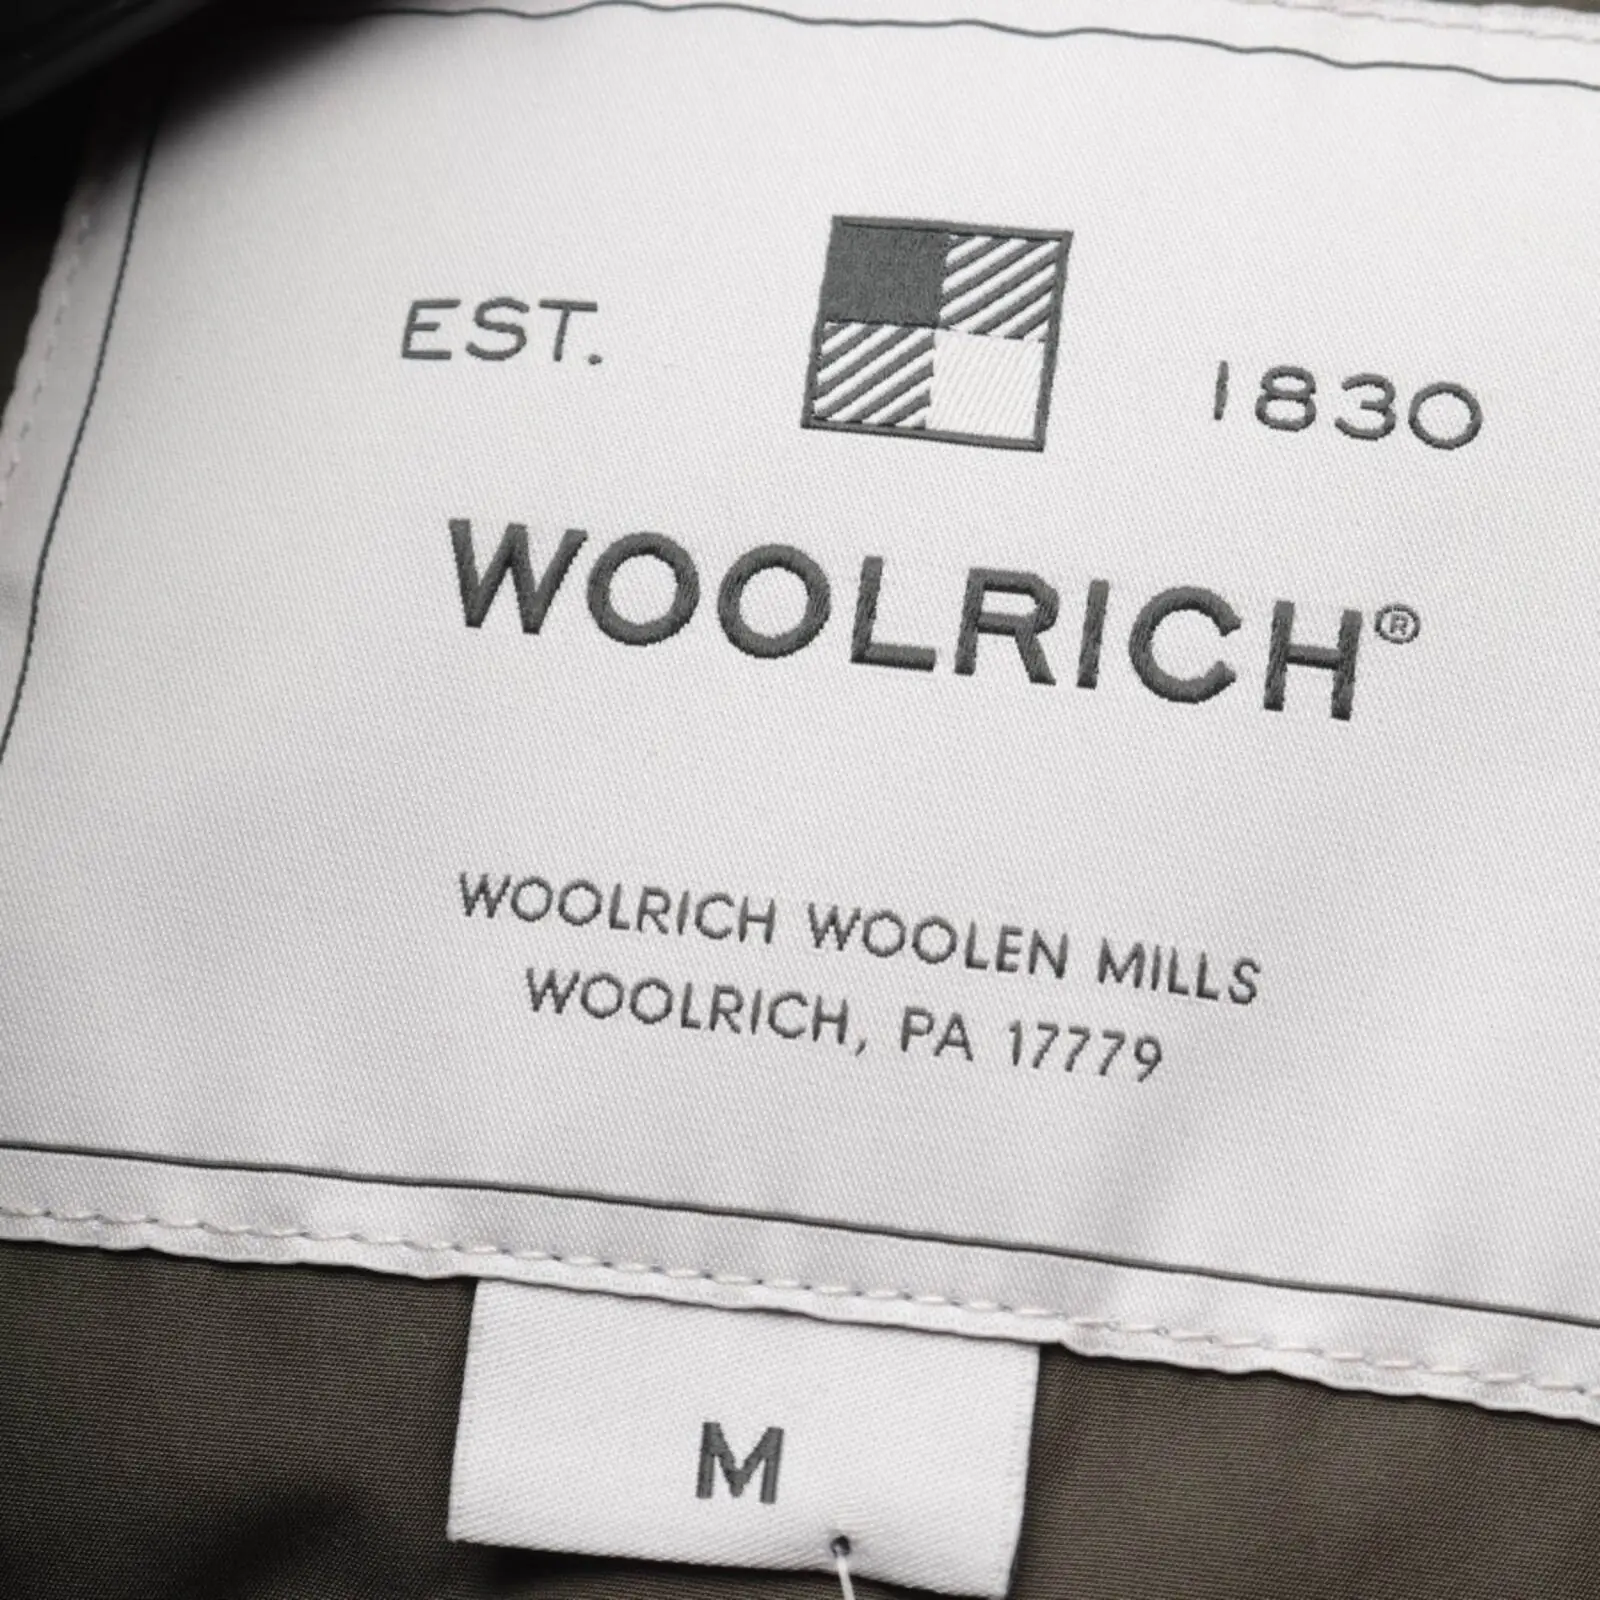 EST. 1830
WOOLRICH®
WOOLRICH WOOLEN MILLS
WOOLRICH, PA 17779
M